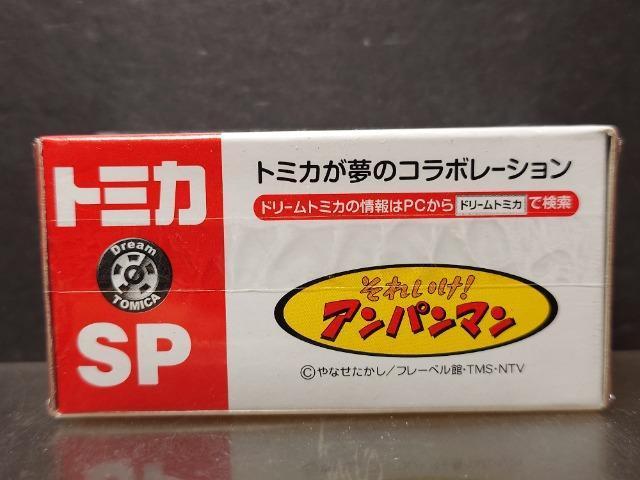 トミカ
Dream
TOMICA
SP
トミカが夢のコラボレーション
ドリームトミカの情報はPCから ドリームトミカ で検索
それいけ!
アンパンマン
©やなせたかし/フレーベル館・TMS・NTV